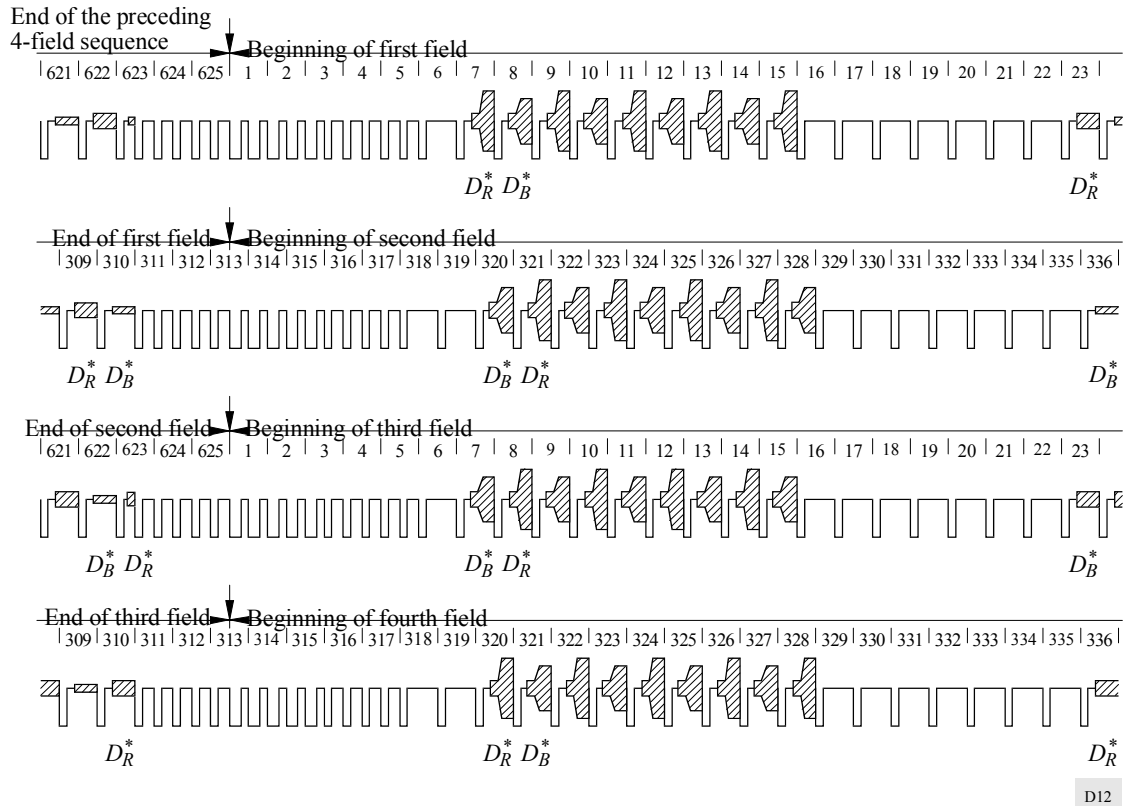 End of the preceding
4-field sequence
Beginning of first field
621 622 623 624 625 1 2 3 4 5 6 7 8 9 10 11 12 13 14 15 16 17 18 19 20 21 22 23
D*R D*B D*R
End of first field Beginning of second field
309 310 311 312 313 314 315 316 317 318 319 320 321 322 323 324 325 326 327 328 329 330 331 332 333 334 335 336
D*R D*B D*B D*R D*B
End of second field Beginning of third field
621 622 623 624 625 1 2 3 4 5 6 7 8 9 10 11 12 13 14 15 16 17 18 19 20 21 22 23
D*B D*R D*B D*R D*B
End of third field Beginning of fourth field
309 310 311 312 313 314 315 316 317 318 319 320 321 322 323 324 325 326 327 328 329 330 331 332 333 334 335 336
D*R D*R D*B D*R
D12